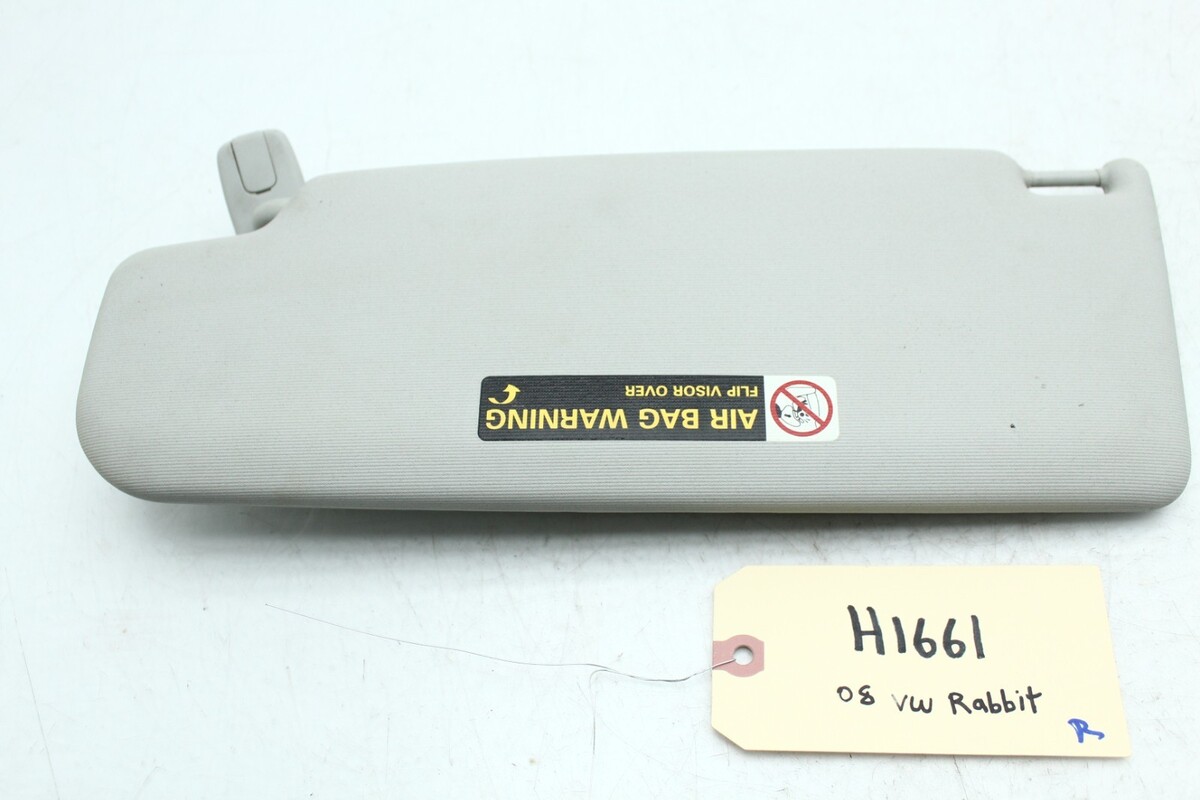 AIR BAG WARNING
FLIP VISOR OVER
H1661
08 VW Rabbit
R